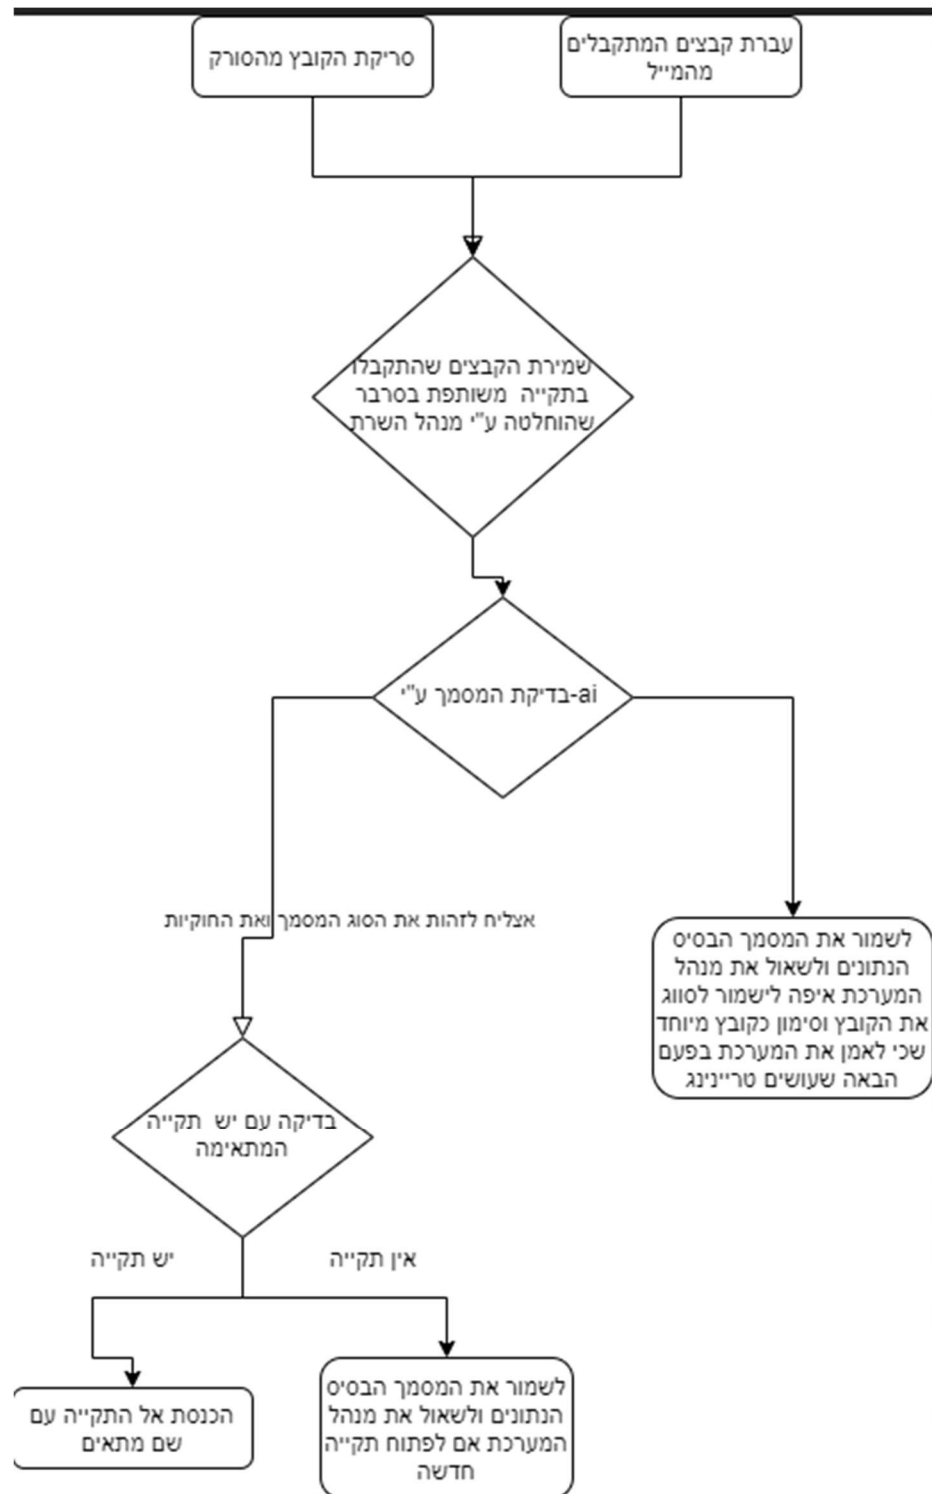 עברת קבצים המתקבלים
מהמייל
סריקת הקובץ מהסורק
שמירת הקבצים שהתקבלו
בתקייה משותפת בסרבר
שהוחלטה ע"י מנהל השרת
בדיקת המסמך ע"י-ai
אצליח לזהות את הסוג המסמך ואת החוקיות
לשמור את המסמך הבסיס
הנתונים ולשאול את מנהל
המערכת איפה לישמור לסווג
את הקובץ וסימון כקובץ מיוחד
שכי לאמן את המערכת בפעם
הבאה שעושים טריינינג
בדיקה עם יש תקייה
המתאימה
אין תקייה
יש תקייה
לשמור את המסמך הבסיס
הנתונים ולשאול את מנהל
המערכת אם לפתוח תקייה
חדשה
הכנסת אל התקייה עם
שם מתאים